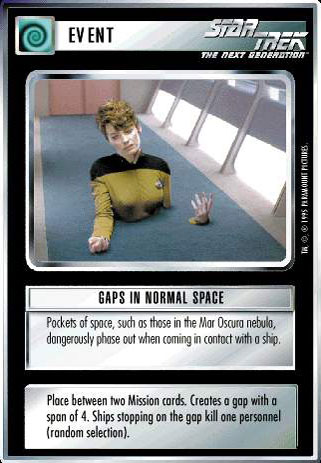 EVENT
STAR TREK
THE NEXT GENERATION®
TM, ©, ® 1995 PARAMOUNT PICTURES.
GAPS IN NORMAL SPACE
Pockets of space, such as those in the Mar Oscura nebula,
dangerously phase out when coming in contact with a ship.
Place between two Mission cards. Creates a gap with a
span of 4. Ships stopping on the gap kill one personnel
(random selection).